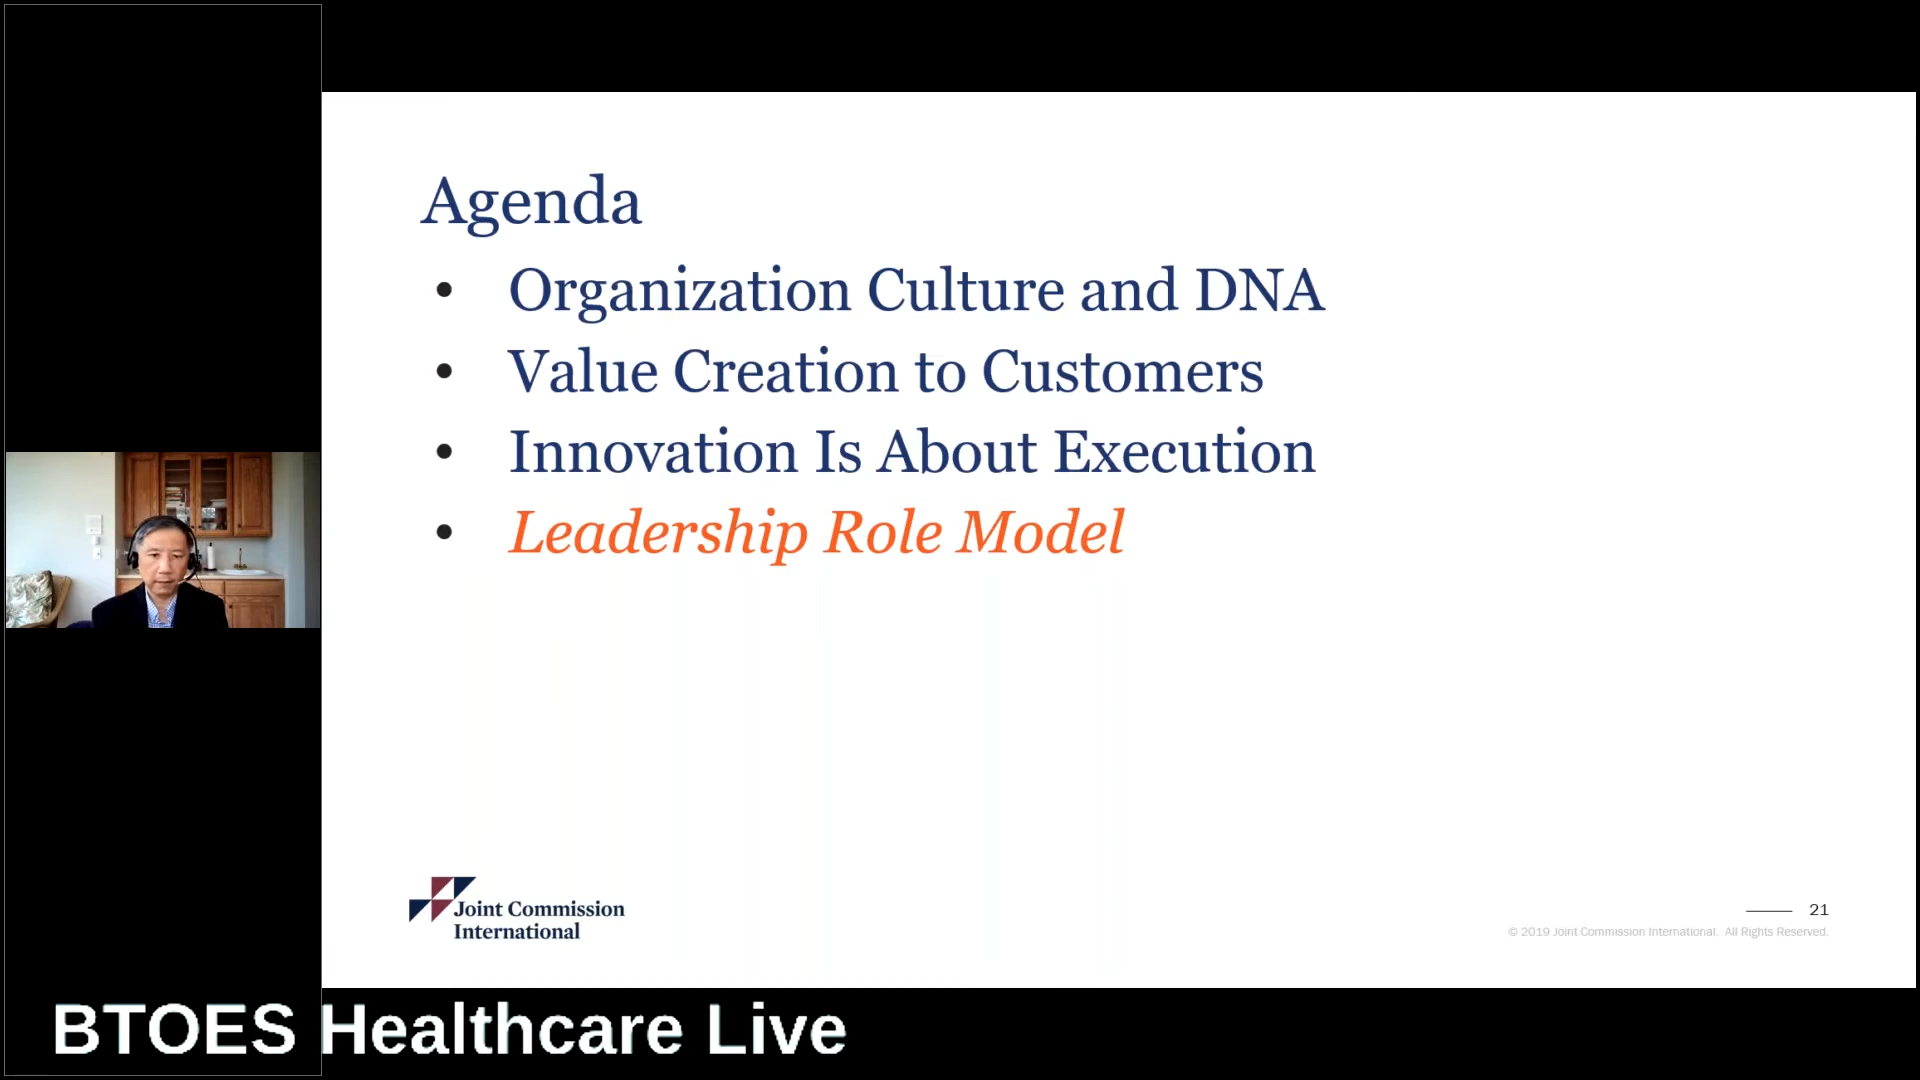 Agenda
• Organization Culture and DNA
• Value Creation to Customers
• Innovation Is About Execution
• Leadership Role Model
Joint Commission
International
21
© 2019 Joint Commission International. All Rights Reserved.
BTOES Healthcare Live